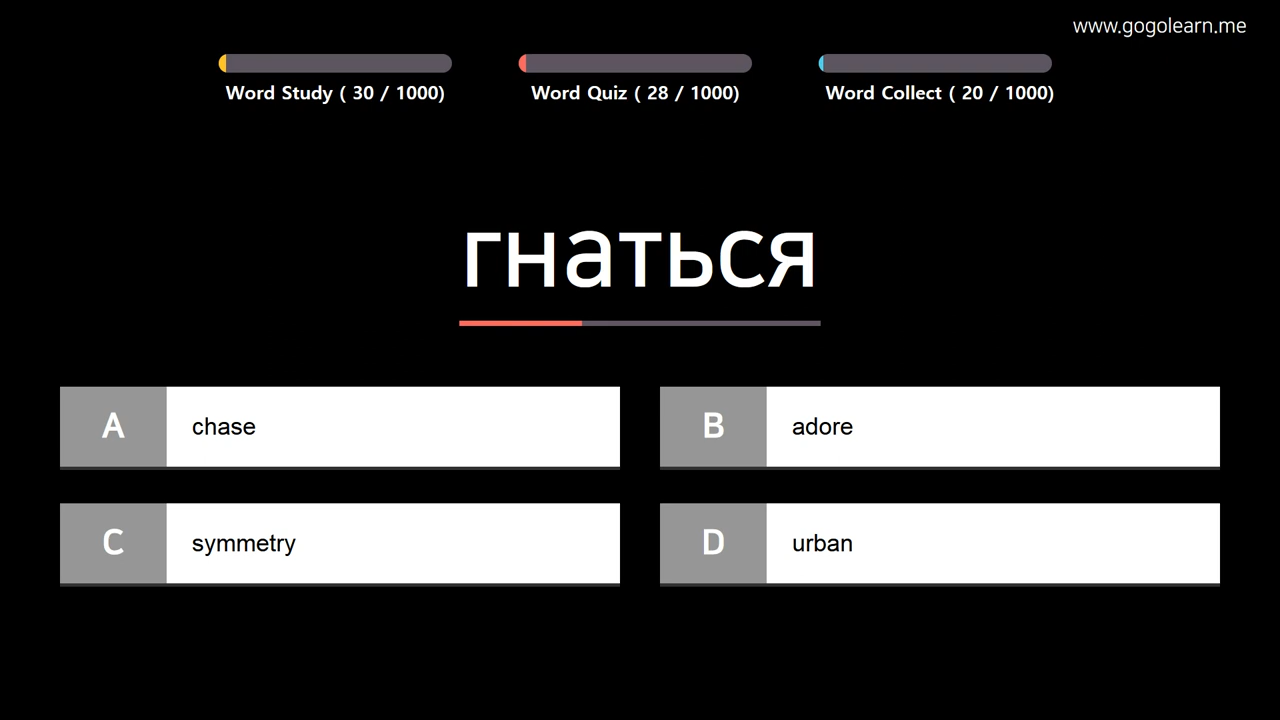 www.gogolearn.me
Word Study ( 30 / 1000)
Word Quiz ( 28 / 1000)
Word Collect ( 20 / 1000)
гнаться
A chase
B adore
C symmetry
D urban